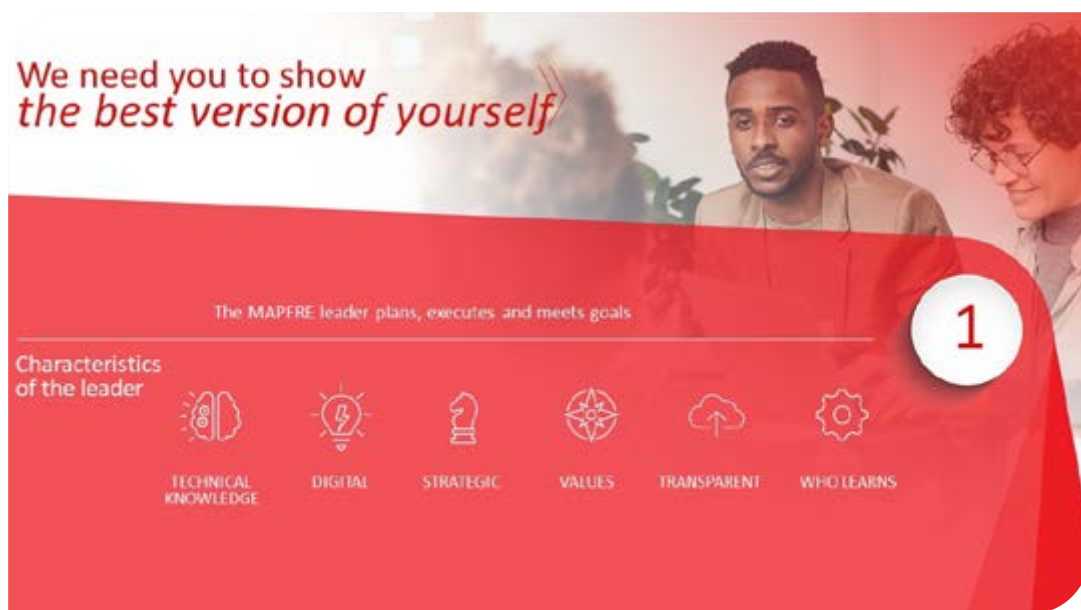 We need you to show
the best version of yourself
The MAPFRE leader plans, executes and meets goals
1
Characteristics
of the leader
TECHNICAL
KNOWLEDGE
DIGITAL
STRATEGIC
VALUES
TRANSPARENT
WHO LEARNS